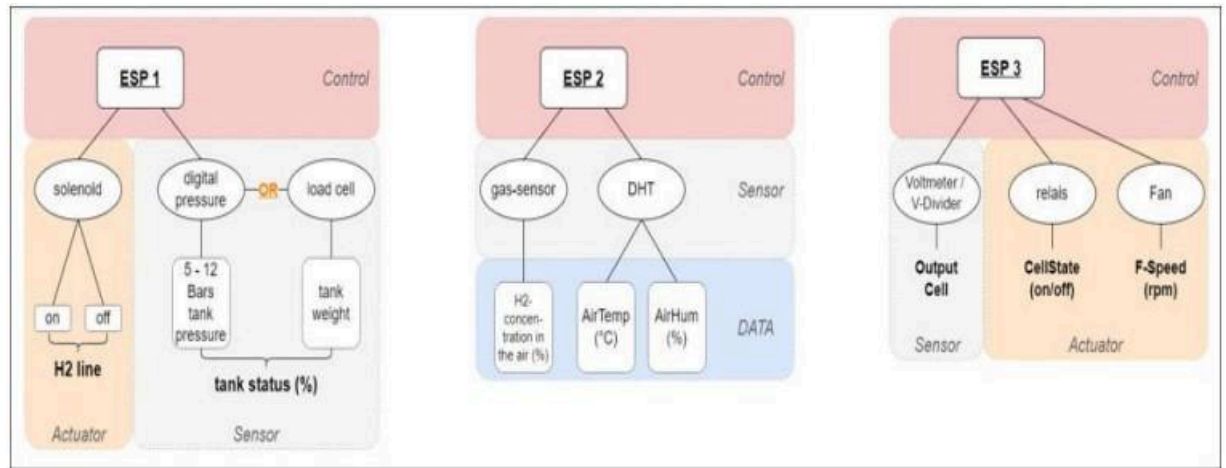 ESP 1
Control
solenoid
digital
pressure
OR
load cell
on
off
5 - 12
Bars
tank
pressure
tank
weight
H2 line
tank status (%)
Actuator
Sensor
ESP 2
Control
gas-sensor
DHT
Sensor
H2-
concen-
tration in
the air (%)
AirTemp
(°C)
AirHum
(%)
DATA
ESP 3
Control
Voltmeter /
V-Divider
relais
Fan
Output
Cell
CellState
(on/off)
F-Speed
(rpm)
Sensor
Actuator